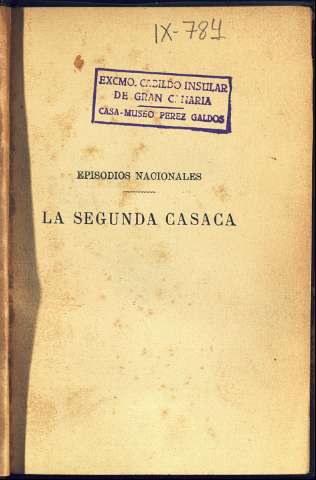 IX-784
EXCMO. CABILDO INSULAR
DE GRAN CANARIA
CASA-MUSEO PEREZ GALDOS
EPISODIOS NACIONALES
LA SEGUNDA CASACA